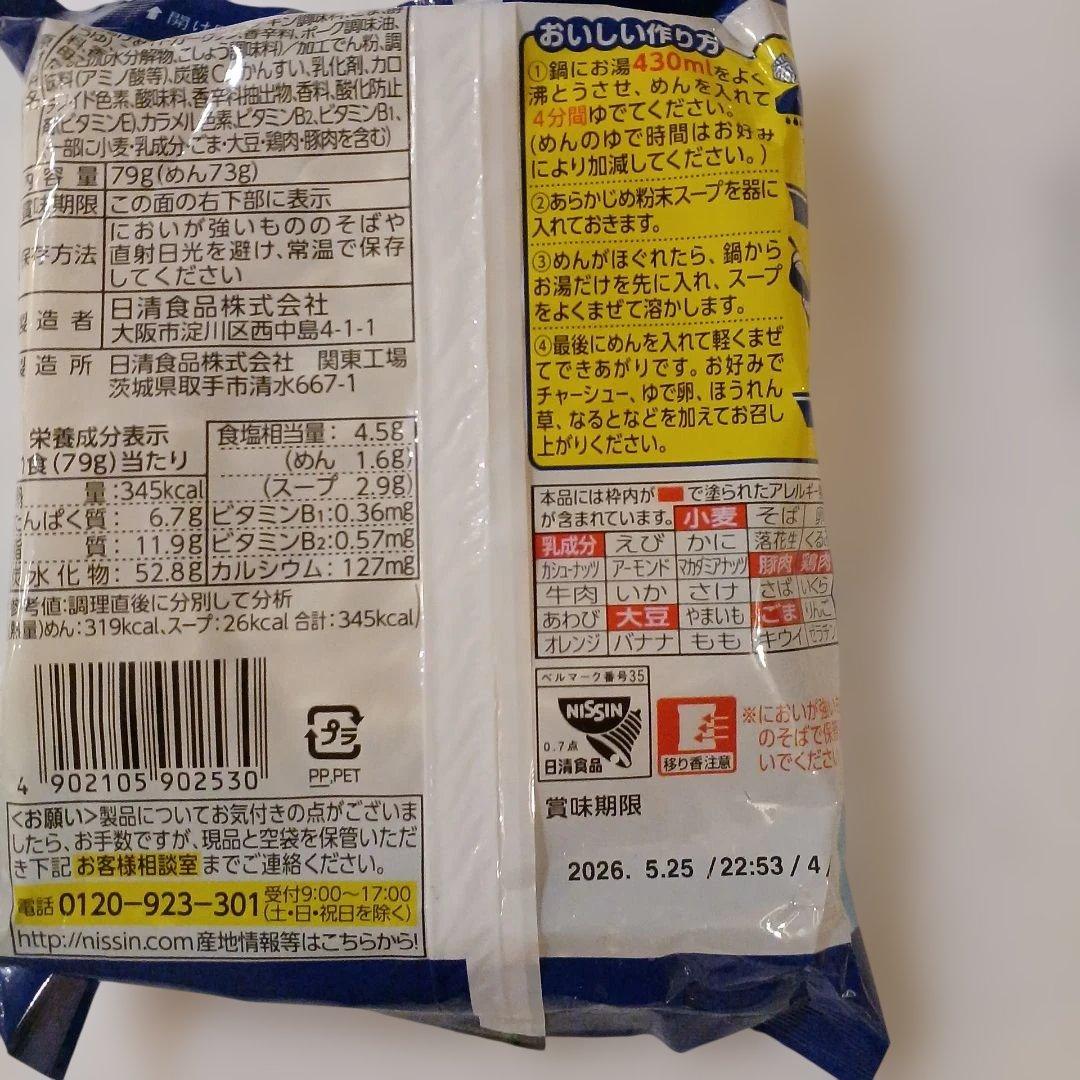 開け
香辛料、ポーク調味油、
加水分解物、こしょう調味料)/加工でん粉、調
味料(アミノ酸等)、炭酸Ca、かんすい、乳化剤、カロ
チノイド色素、酸味料、香辛料抽出物、香料、酸化防止
剤(ビタミンE)、カラメル色素、ビタミンB2、ビタミンB1、
(一部に小麦・乳成分・ごま・大豆・鶏肉・豚肉を含む)
内容量 79g(めん73g)
賞味期限 この面の右下部に表示
保存方法 においが強いもののそばや
直射日光を避け、常温で保存
してください
製造者 日清食品株式会社
大阪市淀川区西中島4-1-1
製造所 日清食品株式会社 関東工場
茨城県取手市清水667-1
栄養成分表示
1食(79g)当たり
熱量:345kcal
たんぱく質: 6.7g
脂質: 11.9g
炭水化物: 52.8g
食塩相当量: 4.5g
(めん 1.6g)
(スープ 2.9g)
ビタミンB1:0.36mg
ビタミンB2:0.57mg
カルシウム: 127mg
参考値:調理直後に分別して分析
(熱量)めん:319kcal、スープ:26kcal 合計:345kcal
4 902105 902530
プラ
PP,PET
<お願い>製品についてお気付きの点がございま
したら、お手数ですが、現品と空袋を保管いただ
き下記お客様相談室までご連絡ください。
電話 0120-923-301 受付9:00~17:00
(土・日・祝日を除く)
http://nissin.com 産地情報等はこちらから!
おいしい作り方
①鍋にお湯430mlをよく
沸とうさせ、めんを入れて
4分間ゆでてください。
(めんのゆで時間はお好み
により加減してください。)
②あらかじめ粉末スープを器に
入れておきます。
③めんがほぐれたら、鍋から
お湯だけを先に入れ、スープ
をよくまぜて溶かします。
④最後にめんを入れて軽くまぜ
てできあがりです。お好みで
チャーシュー、ゆで卵、ほうれん
草、なるとなどを加えてお召し
上がりください。
本品には枠内が で塗られたアレルギー
が含まれています。 小麦 そば 卵
乳成分 えび かに 落花生 くるみ
カシューナッツ アーモンド マカダミアナッツ 豚肉 鶏肉
牛肉 いか さけ さば いくら
あわび 大豆 やまいも ごま りんご
オレンジ バナナ もも キウイ ゼラチン
ベルマーク番号35
NISSIN
0.7点
日清食品
移り香注意
※においが強い
のそばで保
いでくださ
賞味期限
2026. 5.25 /22:53 / 4 /